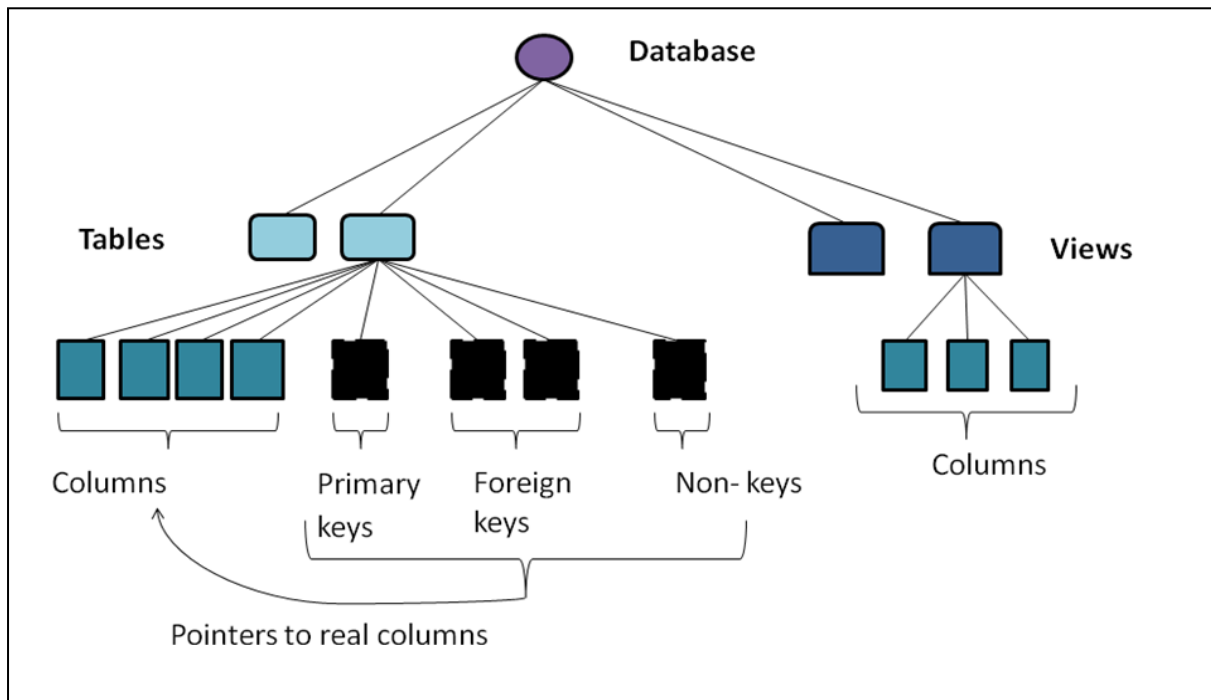 Database
Tables
Views
Columns
Primary
keys
Foreign
keys
Non- keys
Columns
Pointers to real columns